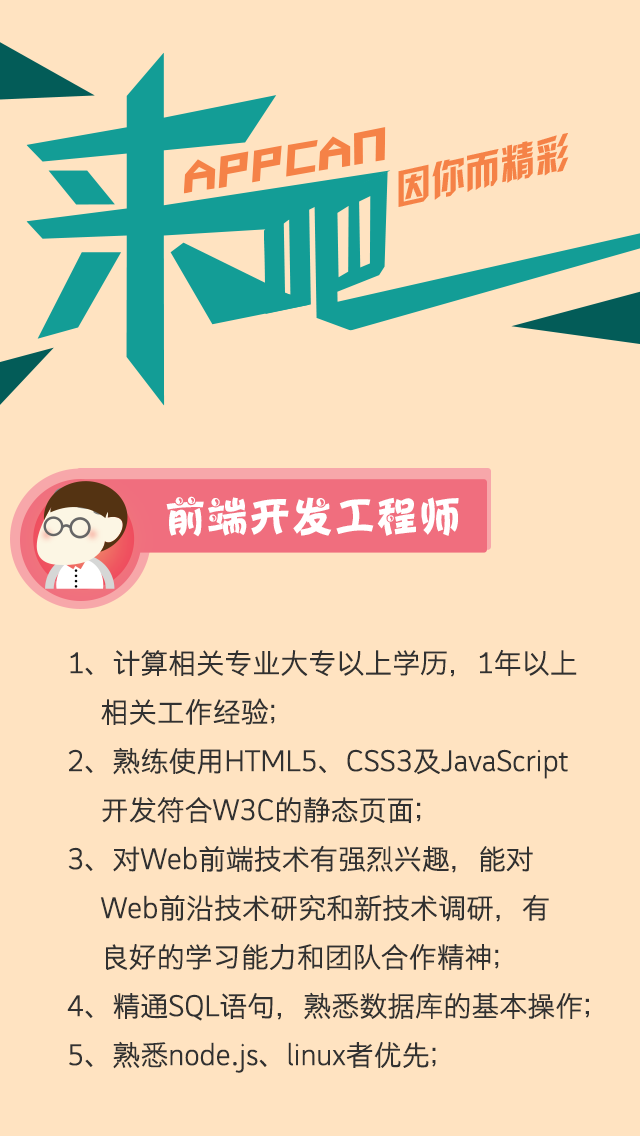 来吧
APPCAN
因你而精彩
前端开发工程师
1、计算相关专业大专以上学历，1年以上
相关工作经验;
2、熟练使用HTML5、CSS3及JavaScript
开发符合W3C的静态页面;
3、对Web前端技术有强烈兴趣，能对
Web前沿技术研究和新技术调研，有
良好的学习能力和团队合作精神;
4、精通SQL语句，熟悉数据库的基本操作;
5、熟悉node.js、linux者优先;